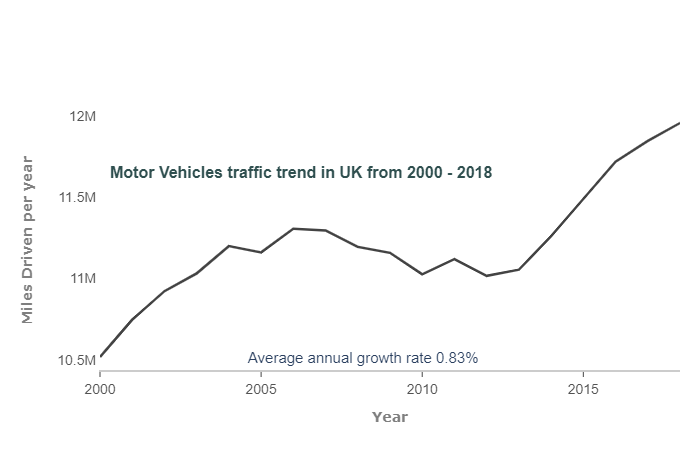 12M
Motor Vehicles traffic trend in UK from 2000 - 2018
11.5M
Miles Driven per year
11M
10.5M
Average annual growth rate 0.83%
2000 2005 2010 2015
Year